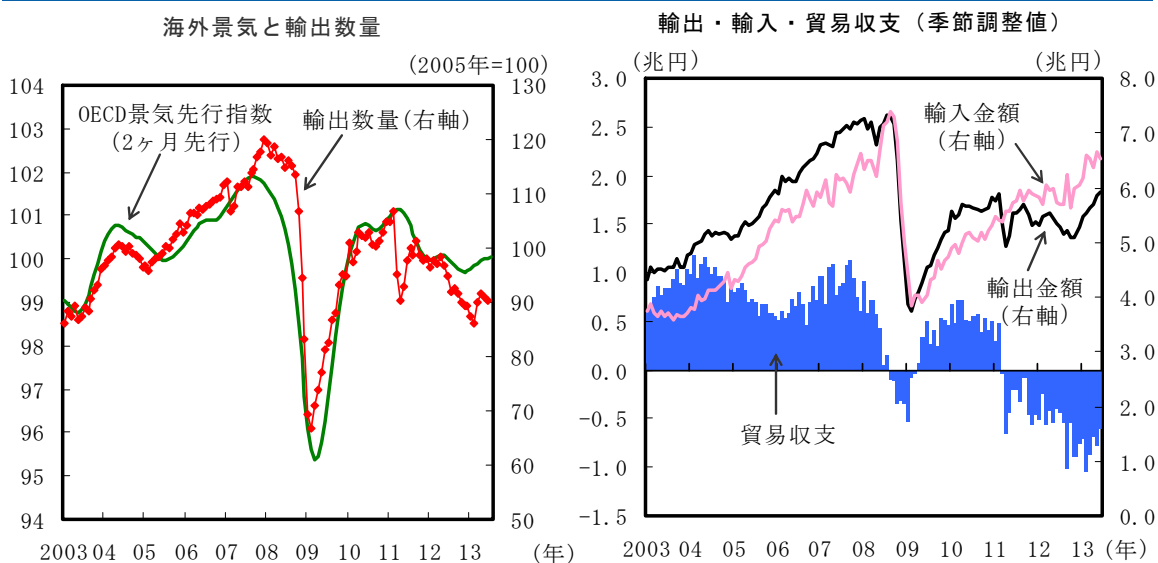 海外景気と輸出数量
(2005年=100)
OECD景気先行指数
(2ヶ月先行)
輸出数量(右軸)
104
103
102
101
100
99
98
97
96
95
94
130
120
110
100
90
80
70
60
50
2003 04 05 06 07 08 09 10 11 12 13 (年)
輸出・輸入・貿易収支（季節調整値）
(兆円) (兆円)
輸入金額
(右軸)
輸出金額
(右軸)
貿易収支
3.0
2.5
2.0
1.5
1.0
0.5
0.0
-0.5
-1.0
-1.5
8.0
7.0
6.0
5.0
4.0
3.0
2.0
1.0
0.0
2003 04 05 06 07 08 09 10 11 12 13 (年)